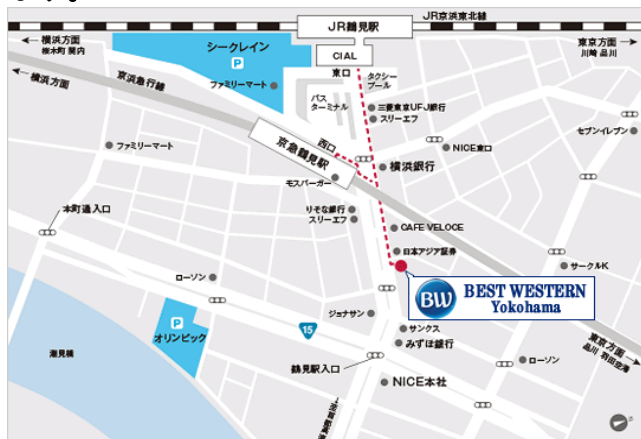 JR鶴見駅
JR京浜東北線
横浜方面
桜木町 関内
シークレイン
P
CIAL
東口
東京方面
川崎 品川
横浜方面
京浜急行線
ファミリーマート
タクシー
プール
バス
ターミナル
三菱東京UFJ銀行
スリーエフ
セブンイレブン
ファミリーマート
西口
京急鶴見駅
NICE東口
横浜銀行
モスバーガー
本町通入口
りそな銀行
スリーエフ
CAFE VELOCE
日本アジア証券
サークルK
ローソン
BW
BEST WESTERN
Yokohama
P
オリンピック
15
ジョナサン
サンクス
みずほ銀行
東京方面
品川 羽田空港
潮見橋
鶴見駅入口
ローソン
NICE本社